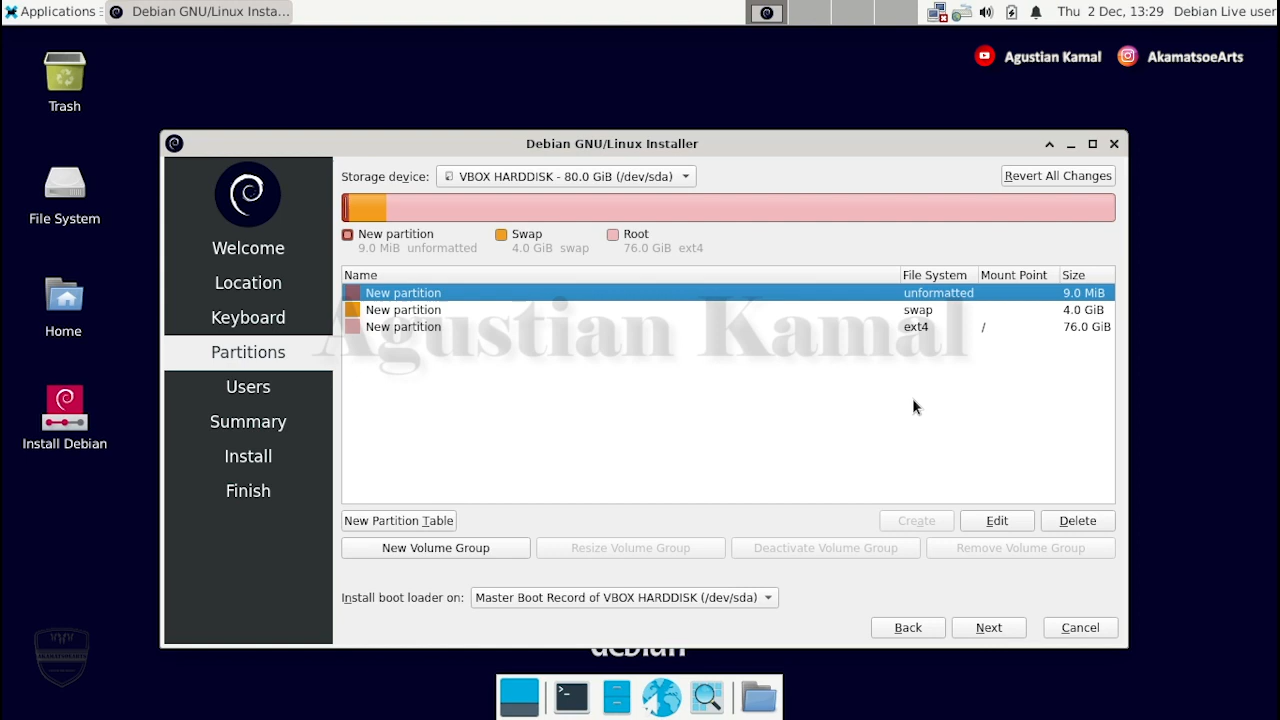 Applications Debian GNU/Linux Insta... Thu 2 Dec, 13:29 Debian Live user
Agustian Kamal AkamatsoeArts
Trash
File System
Home
Install Debian
Debian GNU/Linux Installer
Welcome
Location
Keyboard
Partitions
Users
Summary
Install
Finish
Storage device: VBOX HARDDISK - 80.0 GiB (/dev/sda) Revert All Changes
New partition Swap Root
9.0 MiB unformatted 4.0 GiB swap 76.0 GiB ext4
Name File System Mount Point Size
New partition unformatted 9.0 MiB
New partition swap 4.0 GiB
New partition ext4 / 76.0 GiB
Agustian Kamal
New Partition Table Create Edit Delete
New Volume Group Resize Volume Group Deactivate Volume Group Remove Volume Group
Install boot loader on: Master Boot Record of VBOX HARDDISK (/dev/sda)
Back Next Cancel
debian